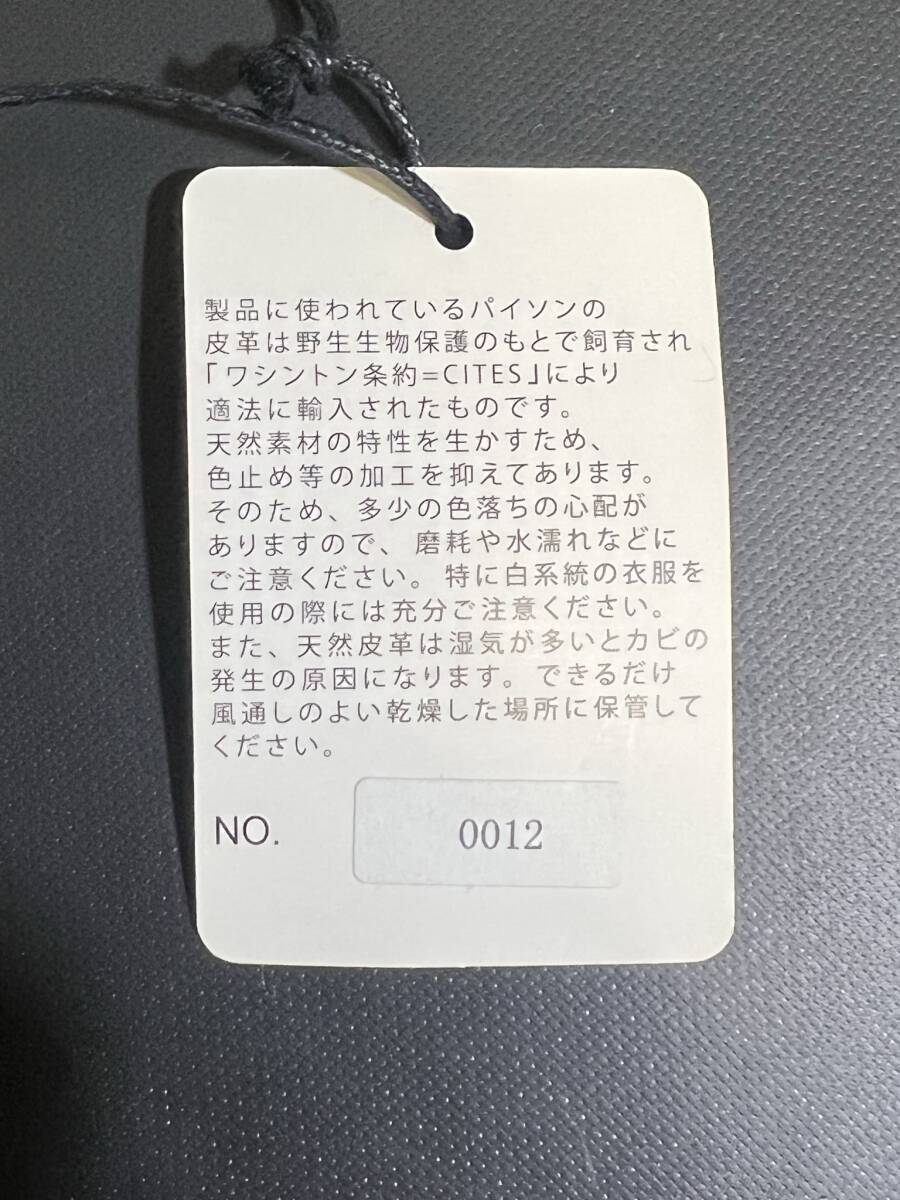 製品に使われているパイソンの
皮革は野生生物保護のもとで飼育され
「ワシントン条約=CITES」により
適法に輸入されたものです。
天然素材の特性を生かすため、
色止め等の加工を抑えてあります。
そのため、多少の色落ちの心配が
ありますので、磨耗や水濡れなどに
ご注意ください。特に白系統の衣服を
使用の際には充分ご注意ください。
また、天然皮革は湿気が多いとカビの
発生の原因になります。できるだけ
風通しのよい乾燥した場所に保管して
ください。
NO. 0012